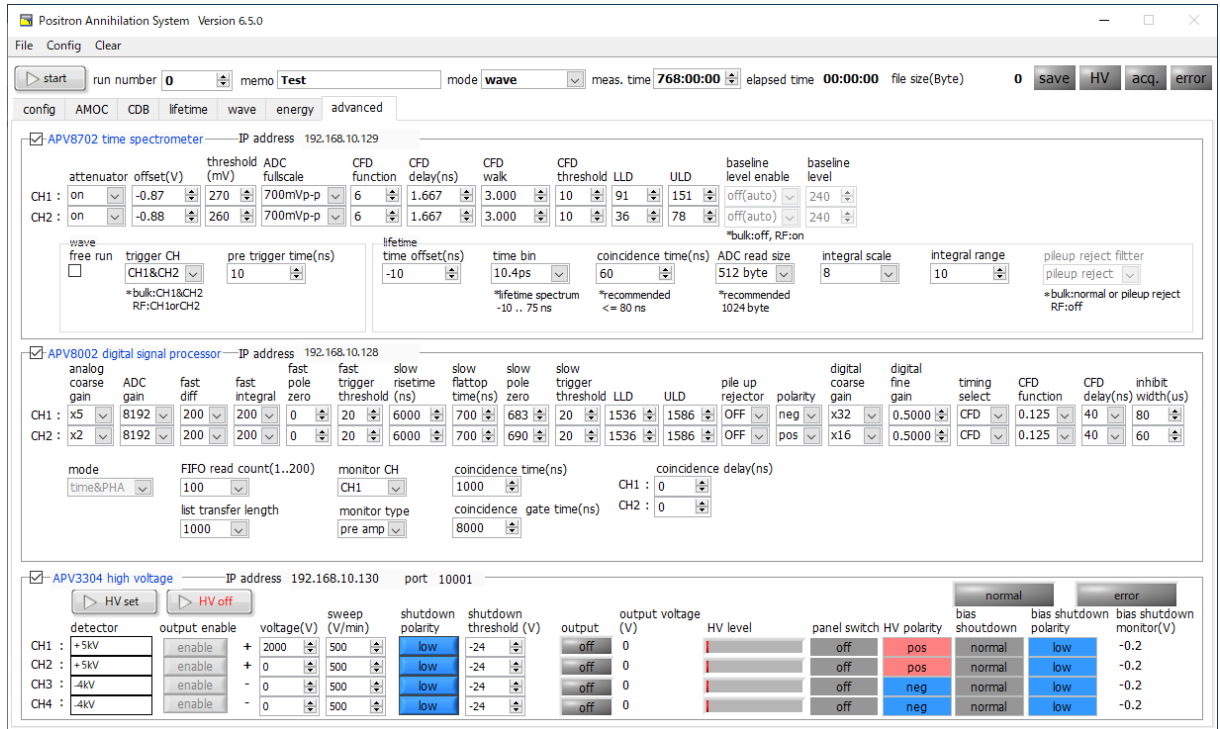 Positron Annihilation System Version 6.5.0
File Config Clear
start run number 0 memo Test mode wave meas. time 768:00:00 elapsed time 00:00:00 file size(Byte) 0 save HV acq. error
config AMOC CDB lifetime wave energy advanced
APV8702 time spectrometer IP address 192.168.10.129
threshold ADC CFD CFD CFD CFD baseline baseline
attenuator offset(V) (mV) fullscale function delay(ns) walk threshold LLD ULD level enable level
CH1 : on -0.87 270 700mVp-p 6 1.667 3.000 10 91 151 off(auto) 240
CH2 : on -0.88 260 700mVp-p 6 1.667 3.000 10 36 78 off(auto) 240
*bulk:off, RF:on
wave lifetime
free run trigger CH pre trigger time(ns) time offset(ns) time bin coincidence time(ns) ADC read size integral scale integral range pileup reject filtter
CH1&CH2 10 -10 10.4ps 60 512 byte 8 10 pileup reject
*bulk:CH1&CH2 *lifetime spectrum *recommended *recommended *bulk:normal or pileup reject
RF:CH1orCH2 -10 .. 75 ns <= 80 ns 1024 byte RF:off
APV8002 digital signal processor IP address 192.168.10.128
analog fast fast slow slow slow slow digital digital
coarse ADC fast fast pole trigger risetime flattop pole trigger pile up coarse fine timing CFD CFD inhibit
gain gain diff integral zero threshold (ns) time(ns) zero threshold LLD ULD rejector polarity gain gain select function delay(ns) width(us)
CH1 : x5 8192 200 200 0 20 6000 700 683 20 1536 1586 OFF neg x32 0.5000 CFD 0.125 40 80
CH2 : x2 8192 200 200 0 20 6000 700 690 20 1536 1586 OFF pos x16 0.5000 CFD 0.125 40 60
mode FIFO read count(1..200) monitor CH coincidence time(ns) coincidence delay(ns)
time&PHA 100 CH1 1000 CH1 : 0
list transfer length monitor type coincidence gate time(ns) CH2 : 0
1000 pre amp 8000
APV3304 high voltage IP address 192.168.10.130 port 10001
HV set HV off normal error
sweep shutdown shutdown output voltage bias bias shutdown bias shutdown
detector output enable voltage(V) (V/min) polarity threshold (V) output (V) HV level panel switch HV polarity shoutdown polarity monitor(V)
CH1 : +5kV enable + 2000 500 low -24 off 0 off pos normal low -0.2
CH2 : +5kV enable + 0 500 low -24 off 0 off pos normal low -0.2
CH3 : -4kV enable - 0 500 low -24 off 0 off neg normal low -0.2
CH4 : -4kV enable - 0 500 low -24 off 0 off neg normal low -0.2